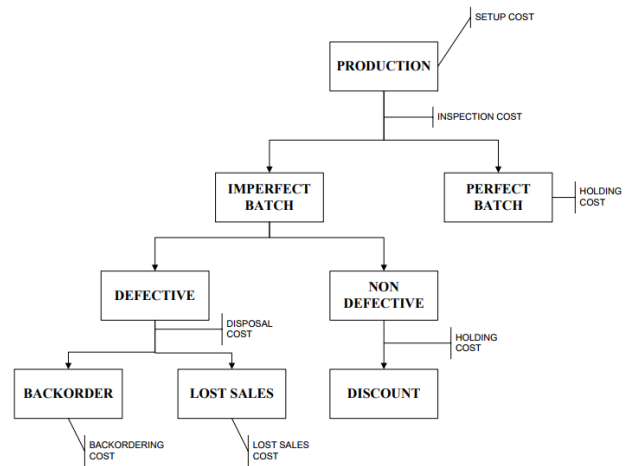 SETUP COST
PRODUCTION
INSPECTION COST
IMPERFECT
BATCH
PERFECT
BATCH
HOLDING
COST
DEFECTIVE
NON
DEFECTIVE
DISPOSAL
COST
HOLDING
COST
BACKORDER
LOST SALES
DISCOUNT
BACKORDERING
COST
LOST SALES
COST